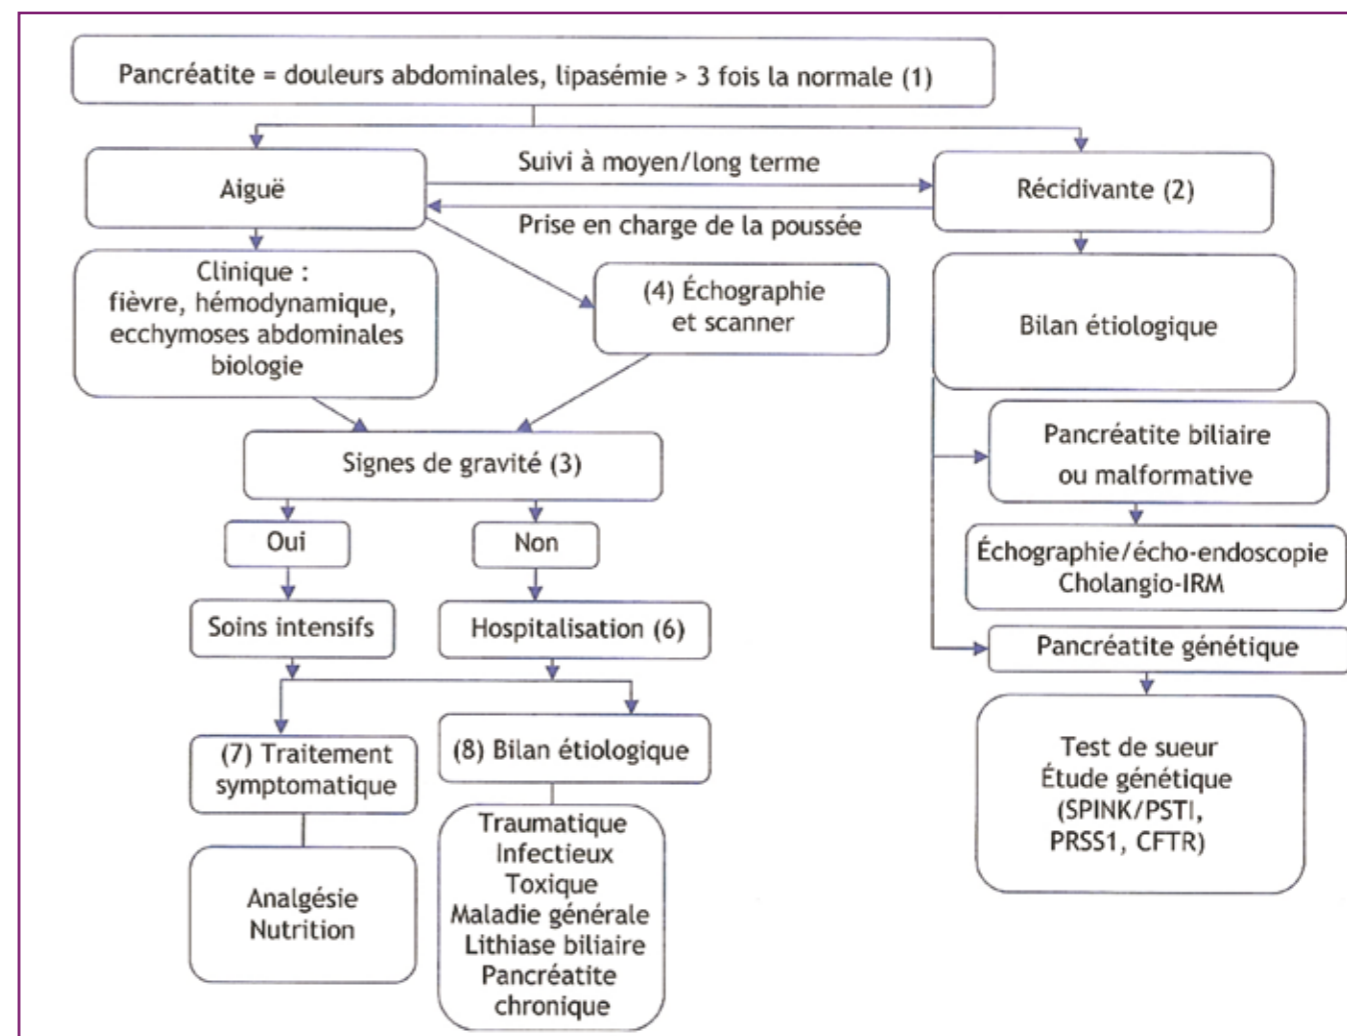 Pancréatite = douleurs abdominales, lipasémie > 3 fois la normale (1)
Aiguë
Suivi à moyen/long terme
Prise en charge de la poussée
Récidivante (2)
Clinique :
fièvre, hémodynamique,
ecchymoses abdominales
biologie
(4) Échographie
et scanner
Bilan étiologique
Signes de gravité (3)
Pancréatite biliaire
ou malformative
Oui
Non
Échographie/écho-endoscopie
Cholangio-IRM
Soins intensifs
Hospitalisation (6)
Pancréatite génétique
(7) Traitement
symptomatique
(8) Bilan étiologique
Test de sueur
Étude génétique
(SPINK/PSTI,
PRSS1, CFTR)
Analgésie
Nutrition
Traumatique
Infectieux
Toxique
Maladie générale
Lithiase biliaire
Pancréatite
chronique